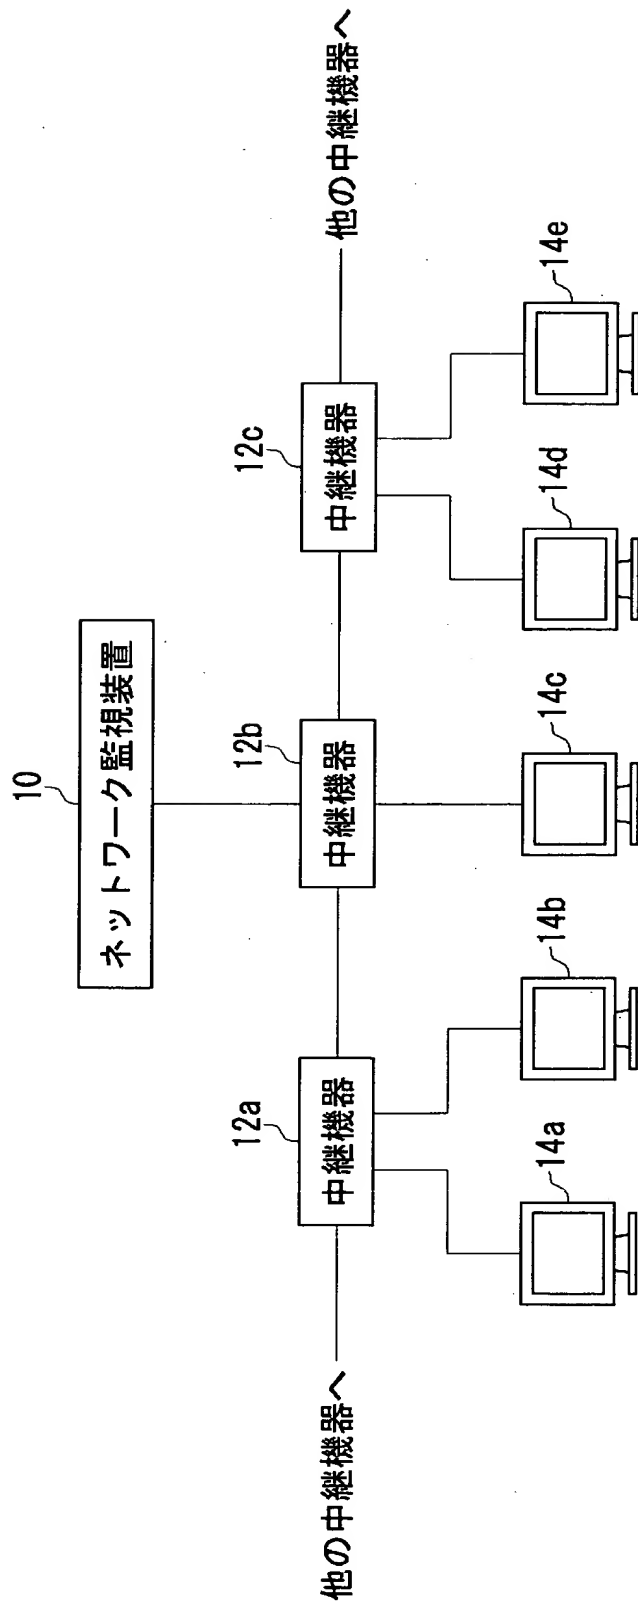 10
ネットワーク監視装置
12a
12b
12c
他の中継機器へ
中継機器
中継機器
中継機器
他の中継機器へ
14a
14b
14c
14d
14e